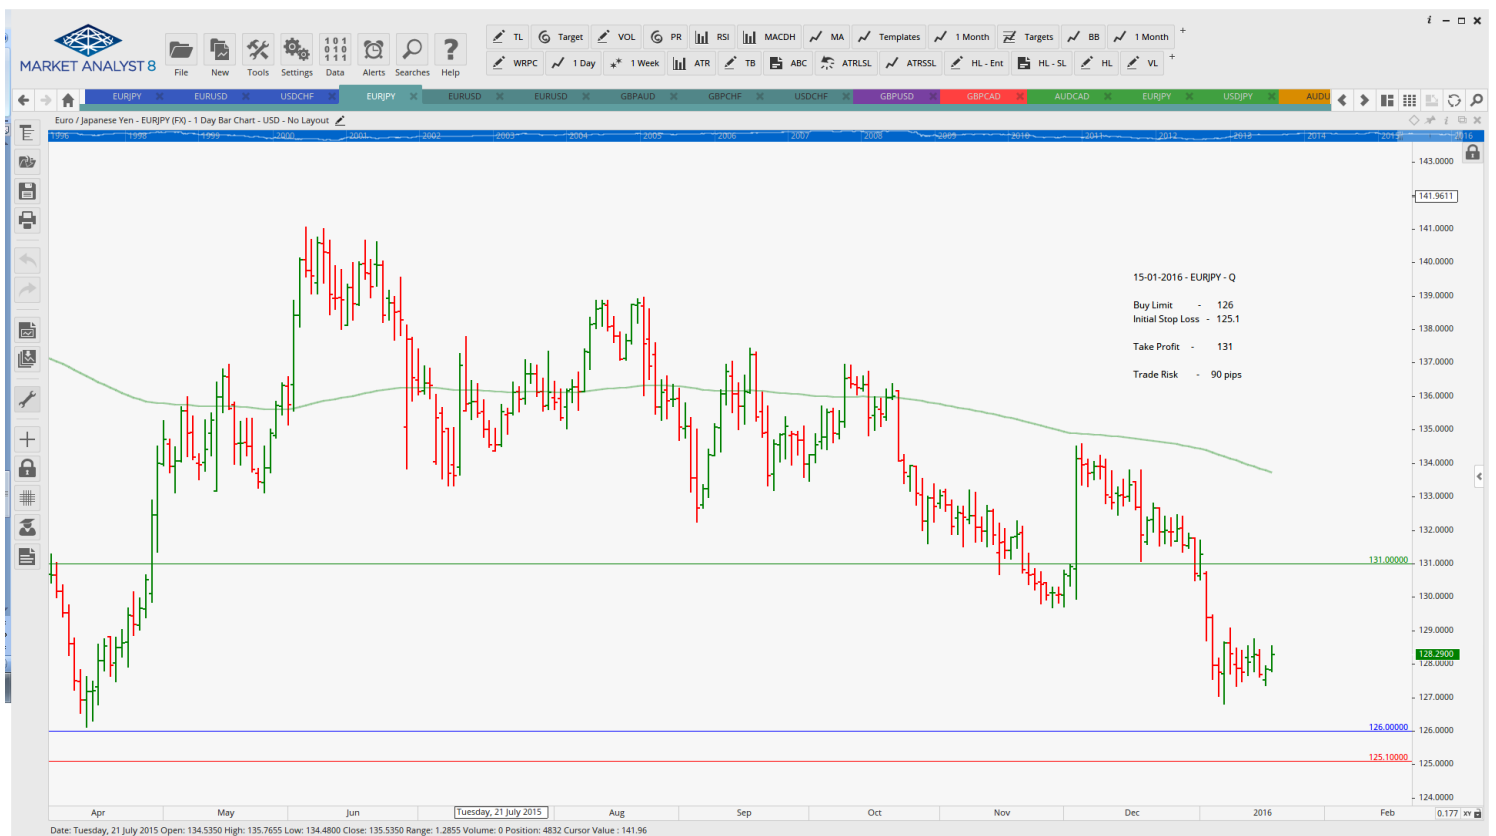 i
MARKET ANALYST 8
File New Tools Settings Data Alerts Searches Help
TL Target VOL PR RSI MACDH MA Templates 1 Month Targets BB 1 Month +
WRPC 1 Day 1 Week ATR TB ABC ATRLSL ATRSSL HL - Ent HL - SL HL VL +
EURJPY EURUSD USDCHF EURJPY EURUSD EURUSD GBPAUD GBPCHF USDCHF GBPUSD GBPCAD AUDCAD EURJPY USDJPY AUDU
Euro / Japanese Yen - EURJPY (FX) - 1 Day Bar Chart - USD - No Layout
1996 1998 1999 2000 2001 2002 2003 2004 2005 2006 2007 2008 2009 2010 2011 2012 2013 2014 2015 2016
143.0000
141.9611
141.0000
140.0000
139.0000
138.0000
137.0000
136.0000
135.0000
134.0000
133.0000
132.0000
131.0000
130.0000
129.0000
128.2900
128.0000
127.0000
126.0000
125.0000
124.0000
15-01-2016 - EURJPY - Q
Buy Limit - 126
Initial Stop Loss - 125.1
Take Profit - 131
Trade Risk - 90 pips
131.00000
126.00000
125.10000
Apr May Jun Tuesday, 21 July 2015 Aug Sep Oct Nov Dec 2016 Feb 0.177 XY
Date: Tuesday, 21 July 2015 Open: 134.5350 High: 135.7655 Low: 134.4800 Close: 135.5350 Range: 1.2855 Volume: 0 Position: 4832 Cursor Value : 141.96